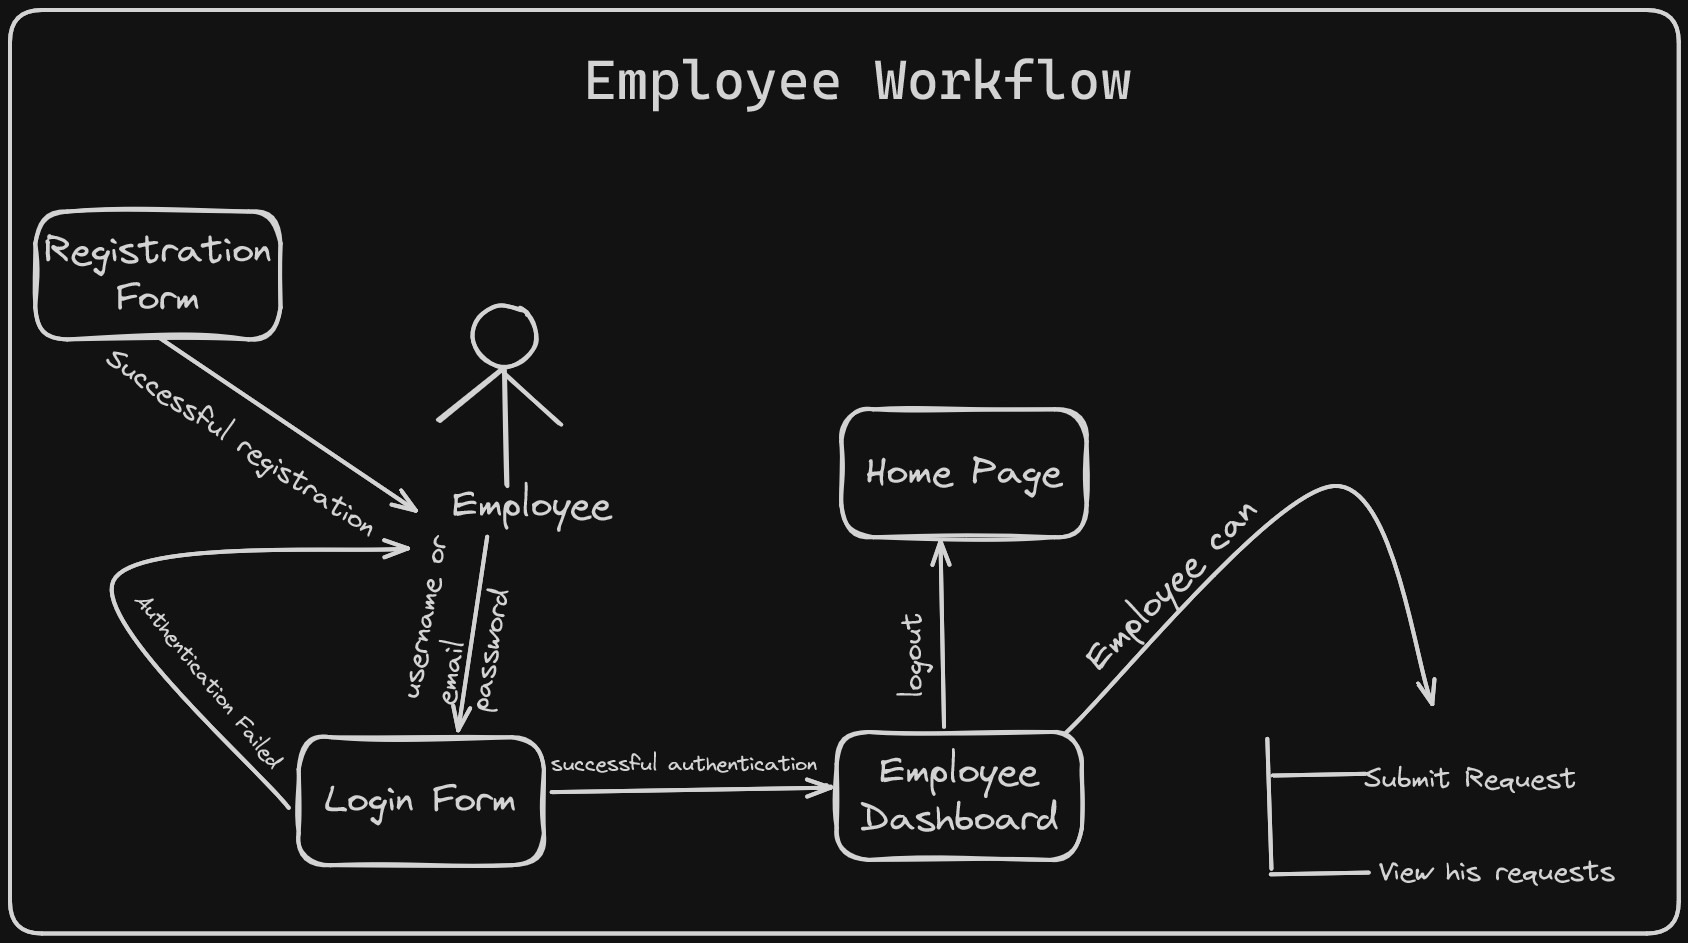 Employee Workflow
Registration
Form
Successful registration
Employee
username or
email
password
Authentication Failed
Login Form
successful authentication
Employee
Dashboard
logout
Home Page
Employee can
Submit Request
View his requests